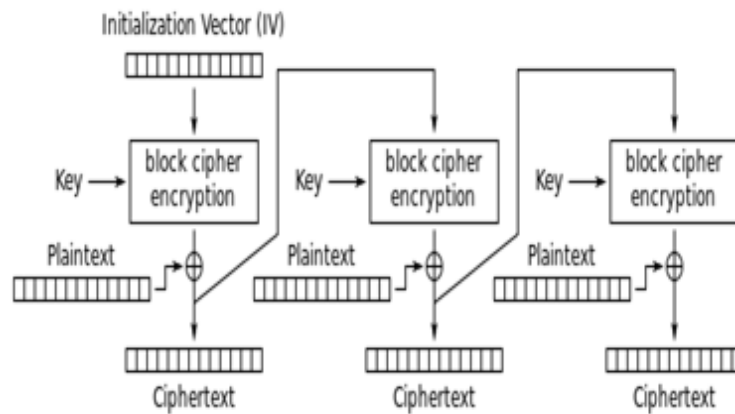 Initialization Vector (IV)
Key
block cipher
encryption
Key
block cipher
encryption
Key
block cipher
encryption
Plaintext
Plaintext
Plaintext
Ciphertext
Ciphertext
Ciphertext